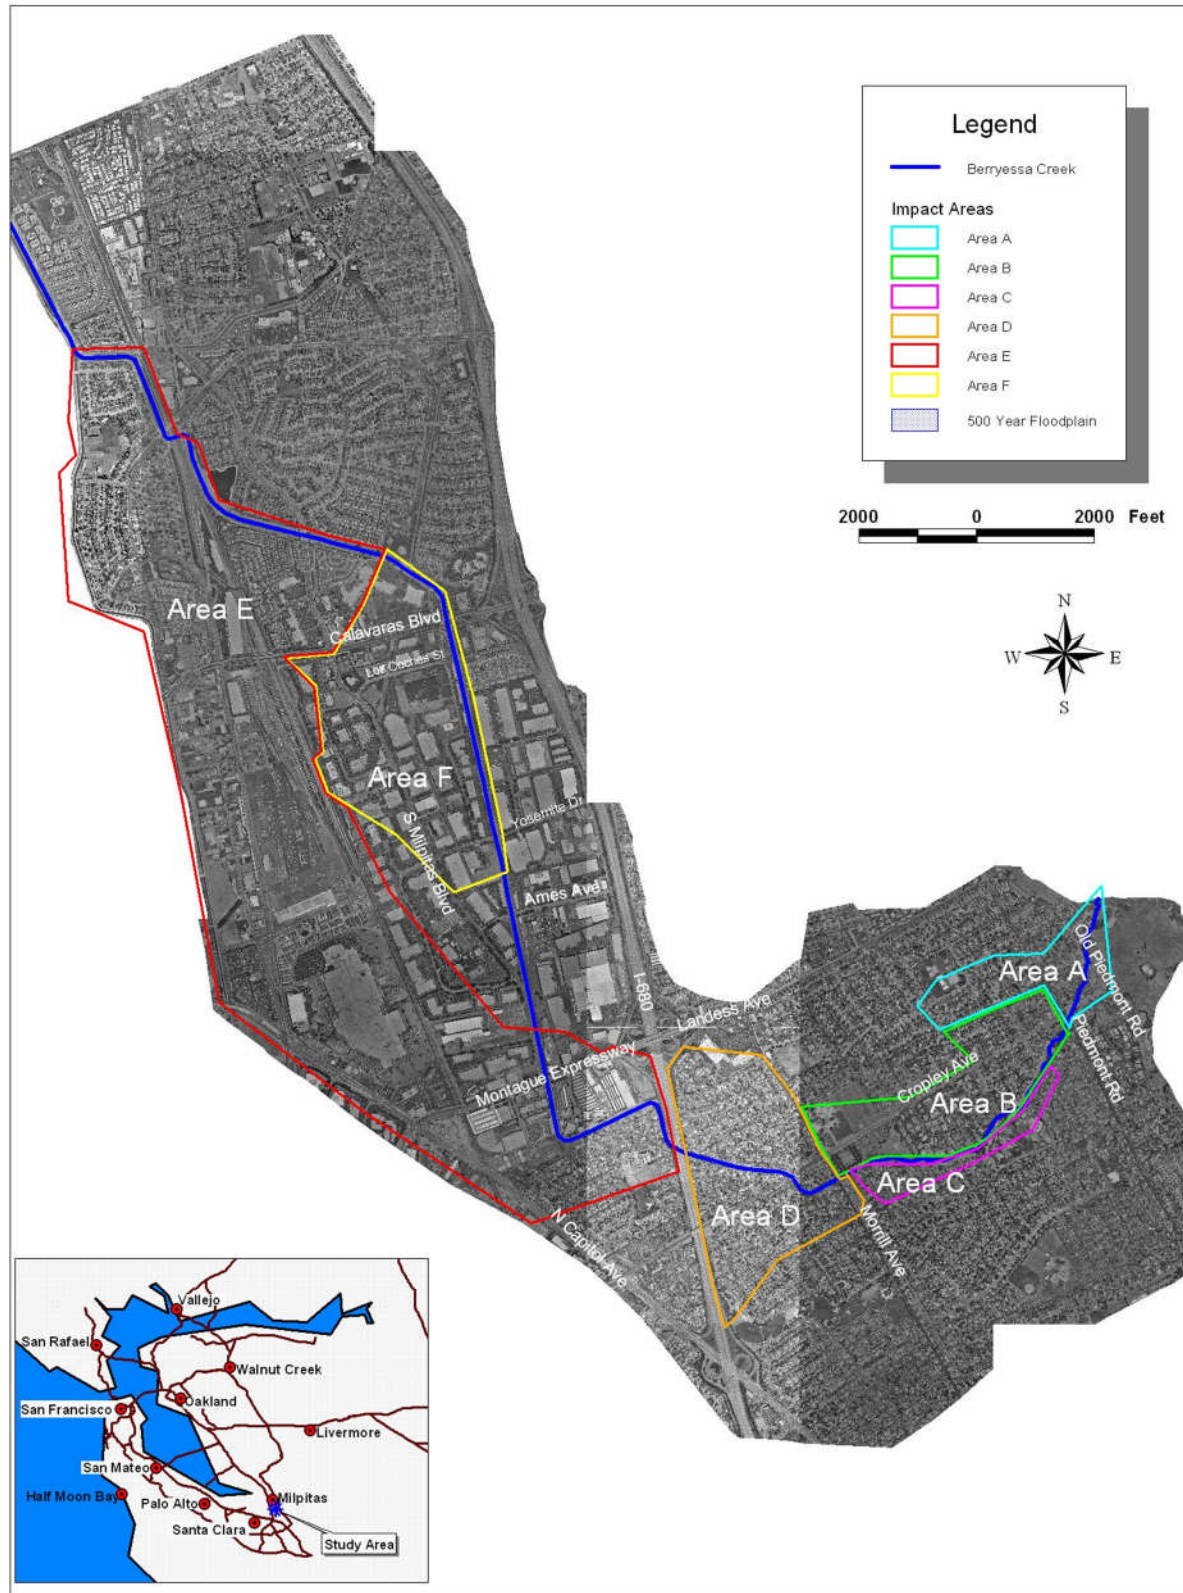 Legend
Berryessa Creek
Impact Areas
Area A
Area B
Area C
Area D
Area E
Area F
500 Year Floodplain
2000 0 2000 Feet
N
W E
S
Area E
Calavaras Blvd
Los Coches St
Area F
S Milpitas Blvd
Yosemite Dr
Ames Ave
I-680
Landess Ave
Montague Expressway
N Capitol Ave
Area A
Old Piedmont Rd
Piedmont Rd
Cropley Ave
Area B
Area C
Area D
Morrill Ave
Vallejo
San Rafael
Walnut Creek
Oakland
San Francisco
Livermore
San Mateo
Half Moon Bay
Palo Alto
Milpitas
Santa Clara
Study Area